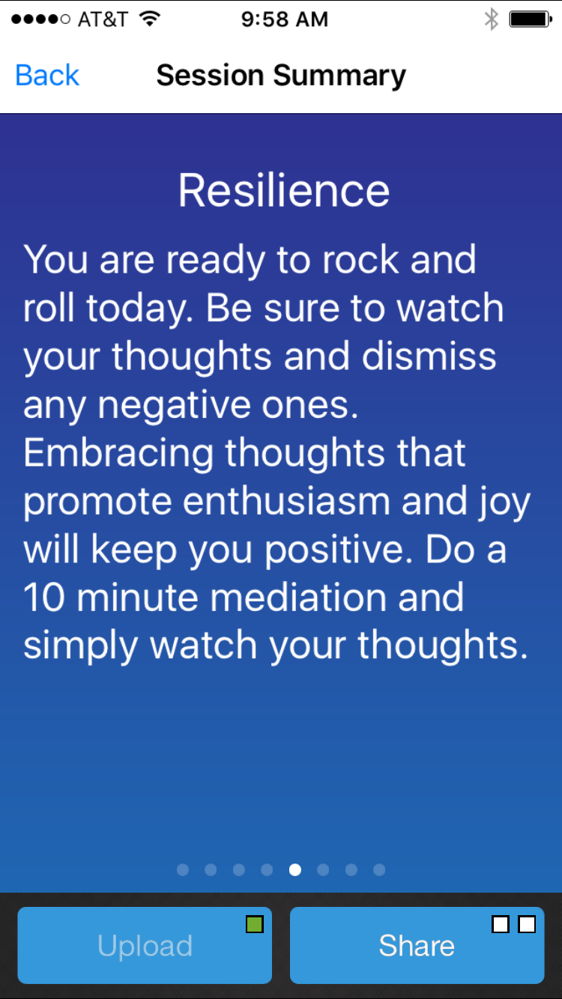 AT&T 9:58 AM
Back Session Summary
Resilience
You are ready to rock and
roll today. Be sure to watch
your thoughts and dismiss
any negative ones.
Embracing thoughts that
promote enthusiasm and joy
will keep you positive. Do a
10 minute mediation and
simply watch your thoughts.
Upload Share